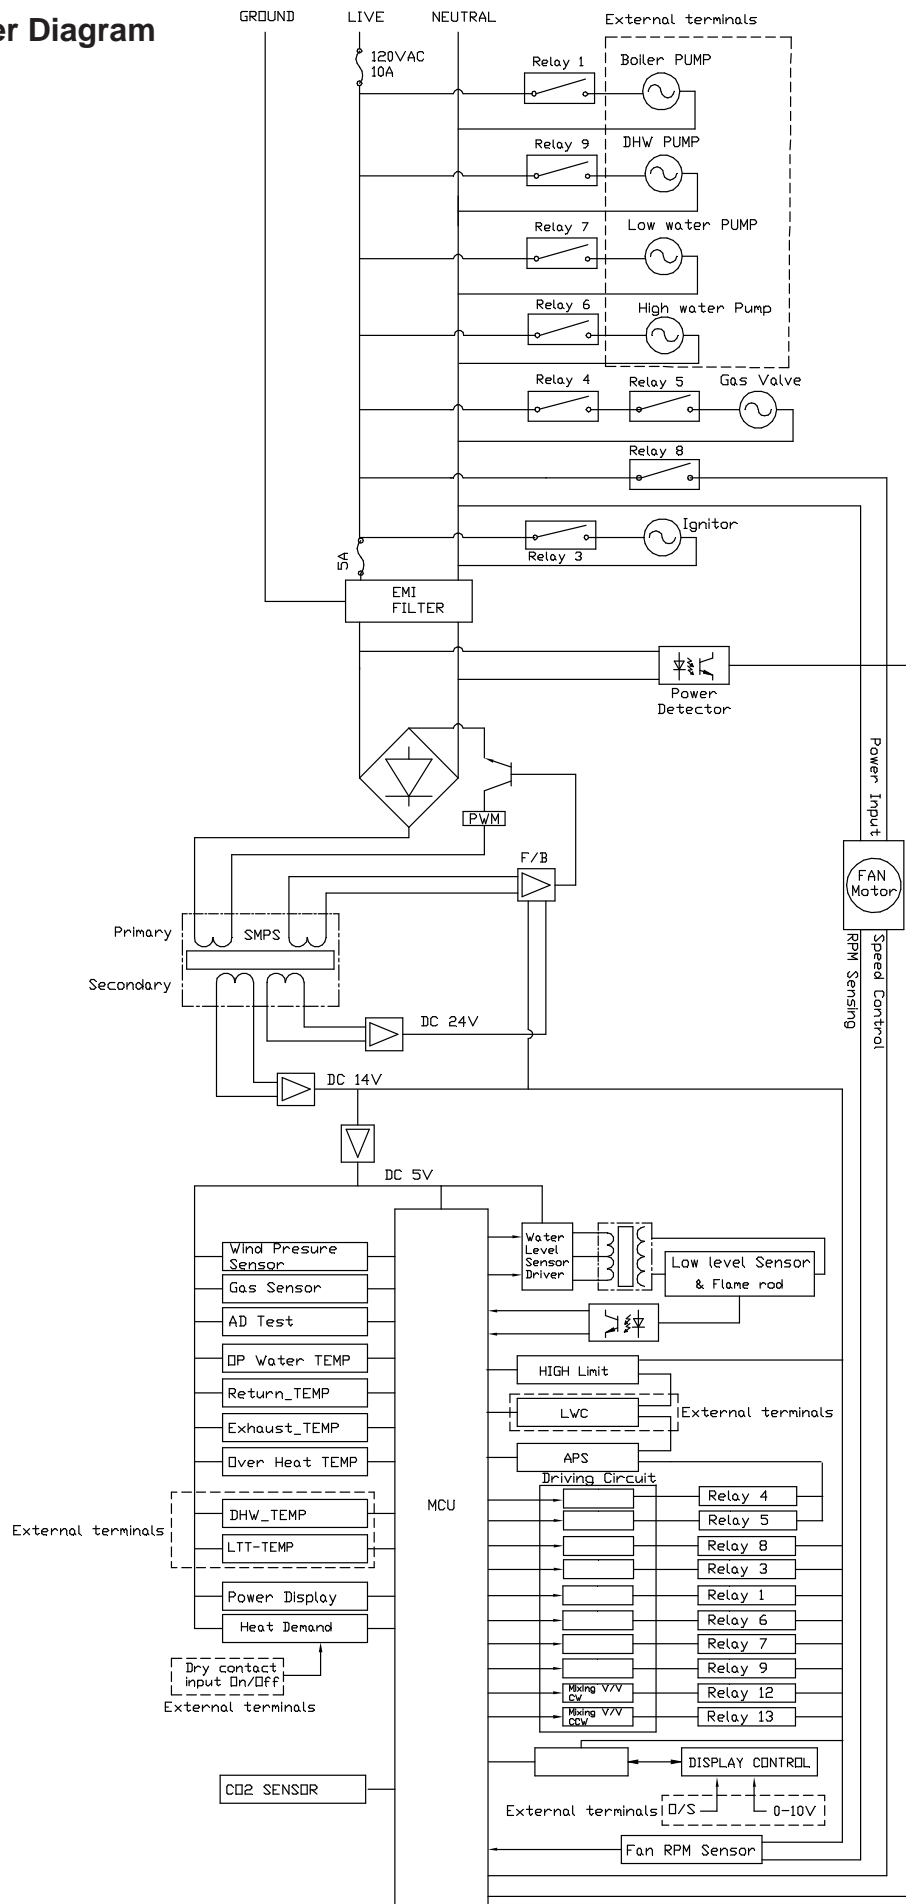 er Diagram
GROUND
LIVE
NEUTRAL
External terminals
120VAC
10A
Relay 1
Boiler PUMP
Relay 9
DHW PUMP
Relay 7
Low water PUMP
Relay 6
High water Pump
Relay 4
Relay 5
Gas Valve
Relay 8
Ignitor
5A
Relay 3
EMI
FILTER
Power
Detector
Power Input
PWM
F/B
FAN
Motor
Primary
SMPS
RPM Sensing
Speed Control
Secondary
DC 24V
DC 14V
DC 5V
Wind Presure
Sensor
Gas Sensor
AD Test
OP Water TEMP
Return_TEMP
Exhaust_TEMP
Over Heat TEMP
DHW_TEMP
External terminals
LTT-TEMP
Power Display
Heat Demand
Dry contact
input On/Off
External terminals
CO2 SENSOR
MCU
Water
Level
Sensor
Driver
Low level Sensor
& Flame rod
HIGH Limit
LWC
External terminals
APS
Driving Circuit
Relay 4
Relay 5
Relay 8
Relay 3
Relay 1
Relay 6
Relay 7
Relay 9
Mixing V/V
CW
Relay 12
Mixing V/V
CCW
Relay 13
DISPLAY CONTROL
External terminals
O/S
0-10V
Fan RPM Sensor